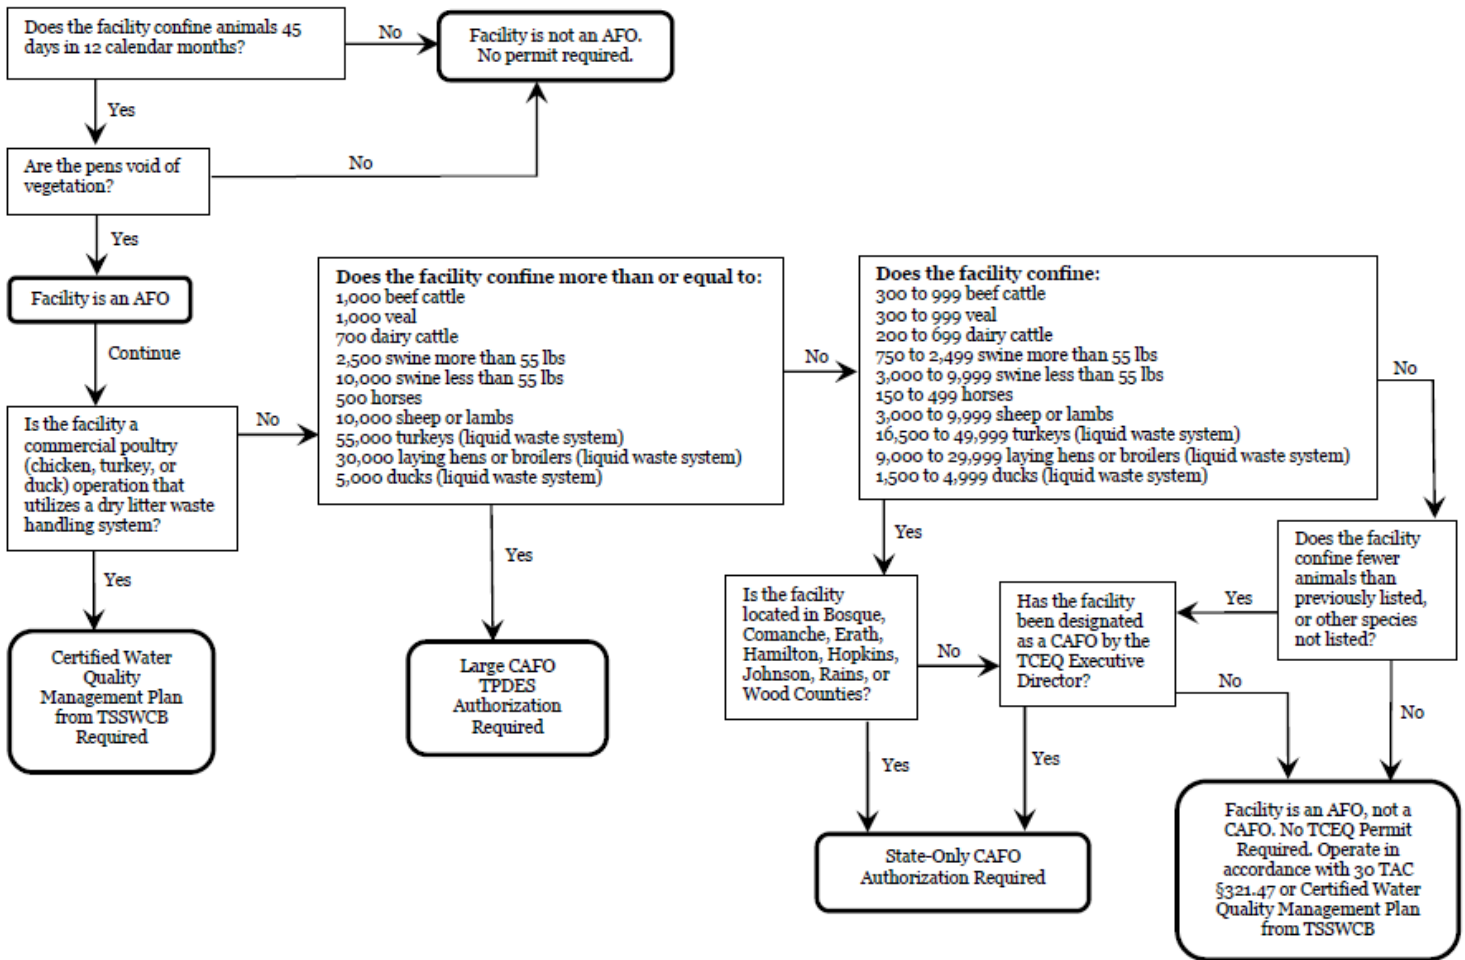 Does the facility confine animals 45
days in 12 calendar months?
No
Facility is not an AFO.
No permit required.
Yes
Are the pens void of
vegetation?
No
Yes
Facility is an AFO
Continue
Is the facility a
commercial poultry
(chicken, turkey, or
duck) operation that
utilizes a dry litter waste
handling system?
No
Yes
Certified Water
Quality
Management Plan
from TSSWCB
Required
Does the facility confine more than or equal to:
1,000 beef cattle
1,000 veal
700 dairy cattle
2,500 swine more than 55 lbs
10,000 swine less than 55 lbs
500 horses
10,000 sheep or lambs
55,000 turkeys (liquid waste system)
30,000 laying hens or broilers (liquid waste system)
5,000 ducks (liquid waste system)
No
Yes
Large CAFO
TPDES
Authorization
Required
Does the facility confine:
300 to 999 beef cattle
300 to 999 veal
200 to 699 dairy cattle
750 to 2,499 swine more than 55 lbs
3,000 to 9,999 swine less than 55 lbs
150 to 499 horses
3,000 to 9,999 sheep or lambs
16,500 to 49,999 turkeys (liquid waste system)
9,000 to 29,999 laying hens or broilers (liquid waste system)
1,500 to 4,999 ducks (liquid waste system)
No
Yes
Is the facility
located in Bosque,
Comanche, Erath,
Hamilton, Hopkins,
Johnson, Rains, or
Wood Counties?
No
Yes
Has the facility
been designated
as a CAFO by the
TCEQ Executive
Director?
Yes
No
Yes
Does the facility
confine fewer
animals than
previously listed,
or other species
not listed?
No
State-Only CAFO
Authorization Required
Facility is an AFO, not a
CAFO. No TCEQ Permit
Required. Operate in
accordance with 30 TAC
§321.47 or Certified Water
Quality Management Plan
from TSSWCB